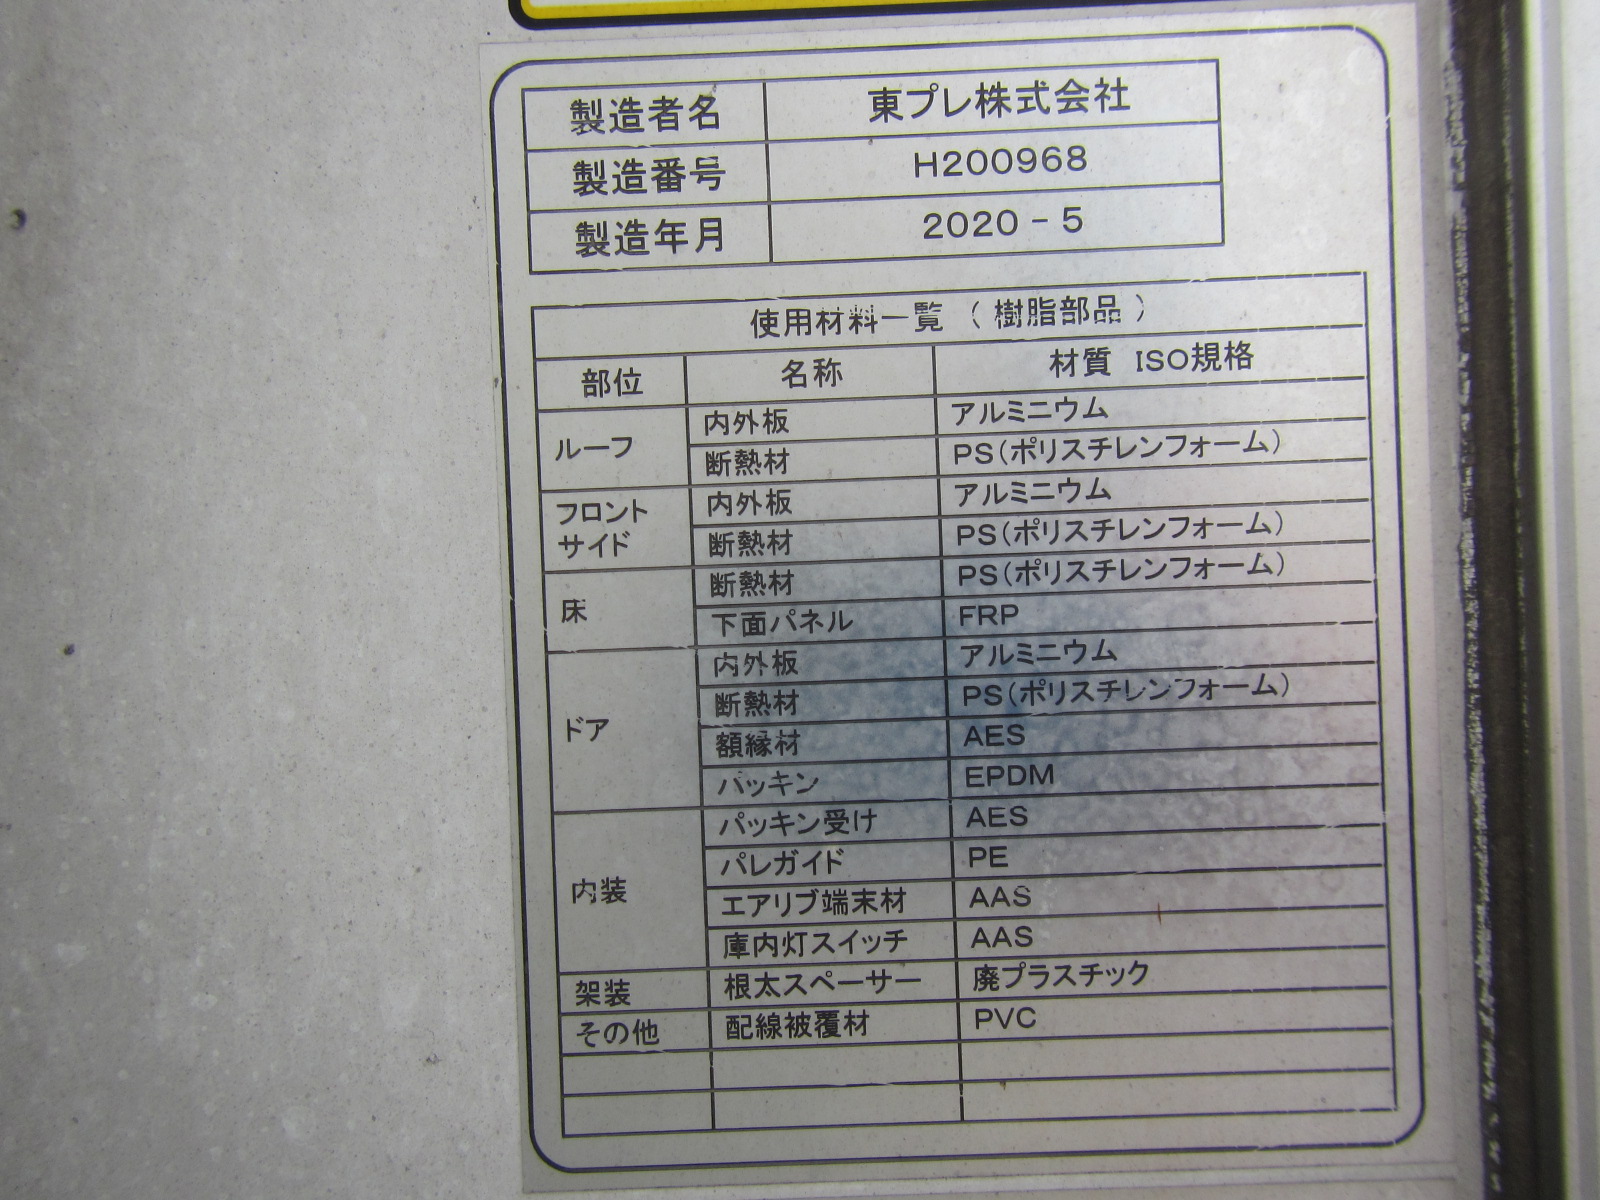 製造者名 東プレ株式会社
製造番号 H200968
製造年月 2020-5
使用材料一覧（樹脂部品）
部位 名称 材質 ISO規格
ルーフ 内外板 アルミニウム
断熱材 PS(ポリスチレンフォーム)
フロント
サイド 内外板 アルミニウム
断熱材 PS(ポリスチレンフォーム)
床 断熱材 PS(ポリスチレンフォーム)
下面パネル FRP
ドア 内外板 アルミニウム
断熱材 PS(ポリスチレンフォーム)
額縁材 AES
パッキン EPDM
内装 パッキン受け AES
パレガイド PE
エアリブ端末材 AAS
庫内灯スイッチ AAS
架装 根太スペーサー 廃プラスチック
その他 配線被覆材 PVC